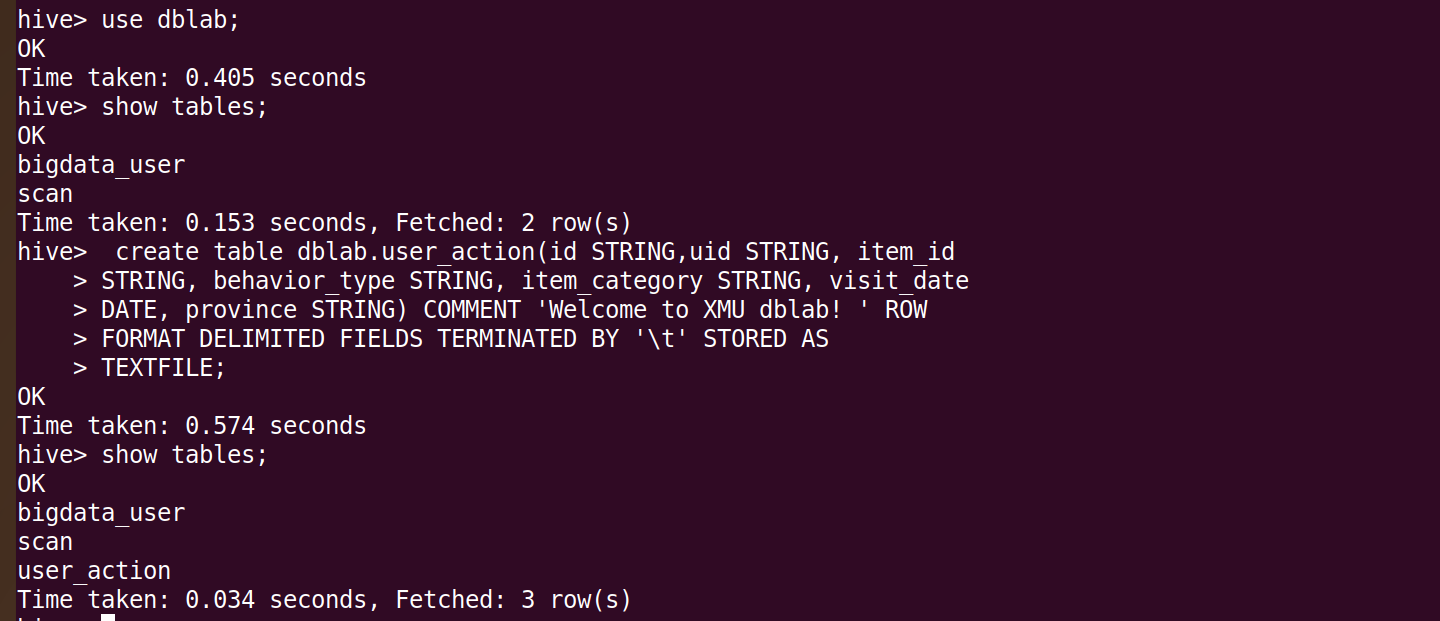 hive> use dblab;
OK
Time taken: 0.405 seconds
hive> show tables;
OK
bigdata_user
scan
Time taken: 0.153 seconds, Fetched: 2 row(s)
hive>  create table dblab.user_action(id STRING,uid STRING, item_id
    > STRING, behavior_type STRING, item_category STRING, visit_date
    > DATE, province STRING) COMMENT 'Welcome to XMU dblab! ' ROW
    > FORMAT DELIMITED FIELDS TERMINATED BY '\t' STORED AS
    > TEXTFILE;
OK
Time taken: 0.574 seconds
hive> show tables;
OK
bigdata_user
scan
user_action
Time taken: 0.034 seconds, Fetched: 3 row(s)